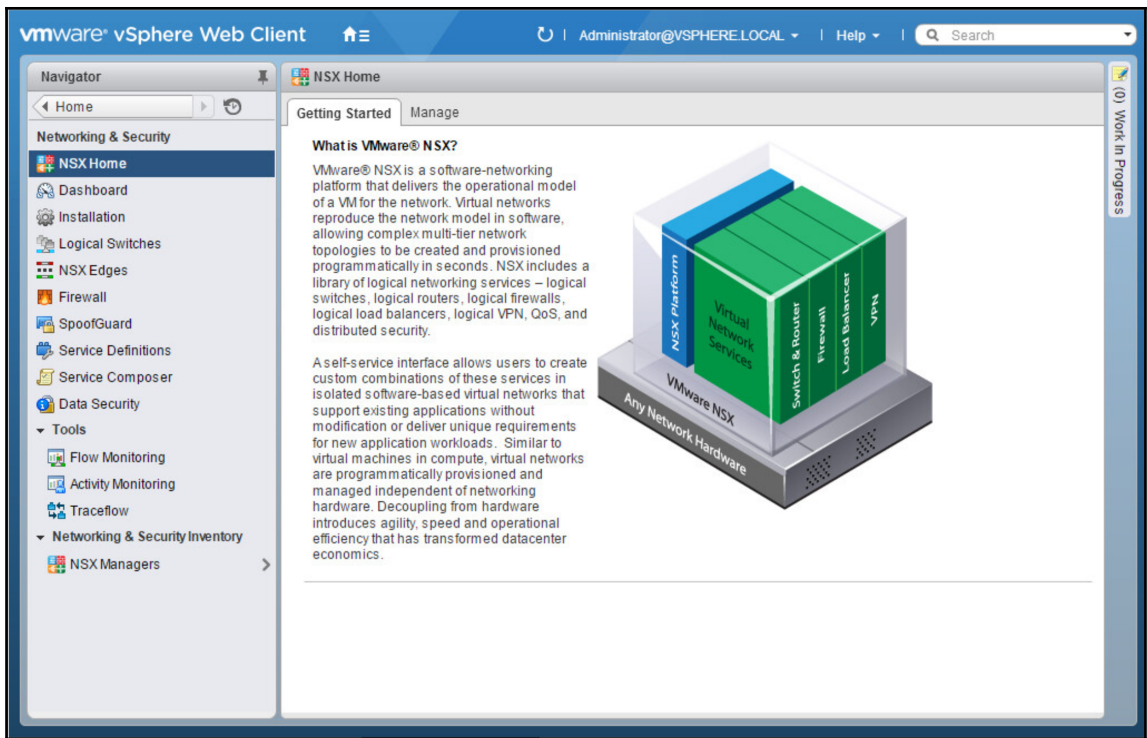 vmware® vSphere Web Client
Administrator@VSPHERE.LOCAL
Help
Search
Navigator
Home
Networking & Security
NSX Home
Dashboard
Installation
Logical Switches
NSX Edges
Firewall
SpoofGuard
Service Definitions
Service Composer
Data Security
Tools
Flow Monitoring
Activity Monitoring
Traceflow
Networking & Security Inventory
NSX Managers
NSX Home
Getting Started
Manage
What is VMware® NSX?
VMware® NSX is a software-networking
platform that delivers the operational model
of a VM for the network. Virtual networks
reproduce the network model in software,
allowing complex multi-tier network
topologies to be created and provisioned
programmatically in seconds. NSX includes a
library of logical networking services – logical
switches, logical routers, logical firewalls,
logical load balancers, logical VPN, QoS, and
distributed security.
A self-service interface allows users to create
custom combinations of these services in
isolated software-based virtual networks that
support existing applications without
modification or deliver unique requirements
for new application workloads. Similar to
virtual machines in compute, virtual networks
are programmatically provisioned and
managed independent of networking
hardware. Decoupling from hardware
introduces agility, speed and operational
efficiency that has transformed datacenter
economics.
NSX Platform
Virtual
Network
Services
Switch & Router
Firewall
Load Balancer
VPN
VMware NSX
Any Network Hardware
(0) Work In Progress